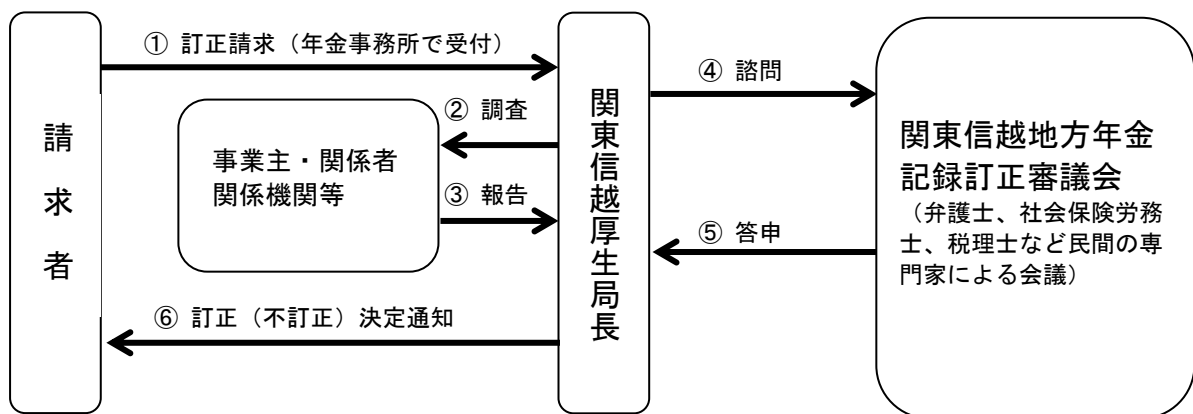 請求者
① 訂正請求（年金事務所で受付）
② 調査
事業主・関係者
関係機関等
③ 報告
⑥ 訂正（不訂正）決定通知
関東信越厚生局長
④ 諮問
⑤ 答申
関東信越地方年金
記録訂正審議会
（弁護士、社会保険労務
士、税理士など民間の専
門家による会議）